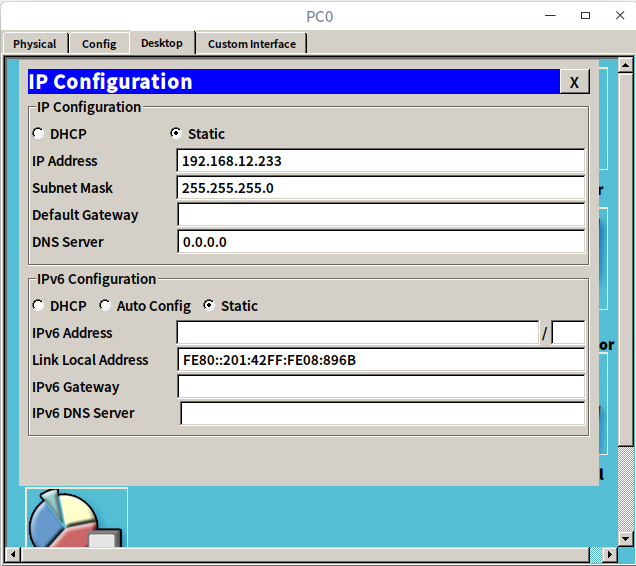 PC0
Physical Config Desktop Custom Interface
IP Configuration X
IP Configuration
DHCP Static
IP Address 192.168.12.233
Subnet Mask 255.255.255.0
Default Gateway
DNS Server 0.0.0.0
IPv6 Configuration
DHCP Auto Config Static
IPv6 Address /
Link Local Address FE80::201:42FF:FE08:896B
IPv6 Gateway
IPv6 DNS Server